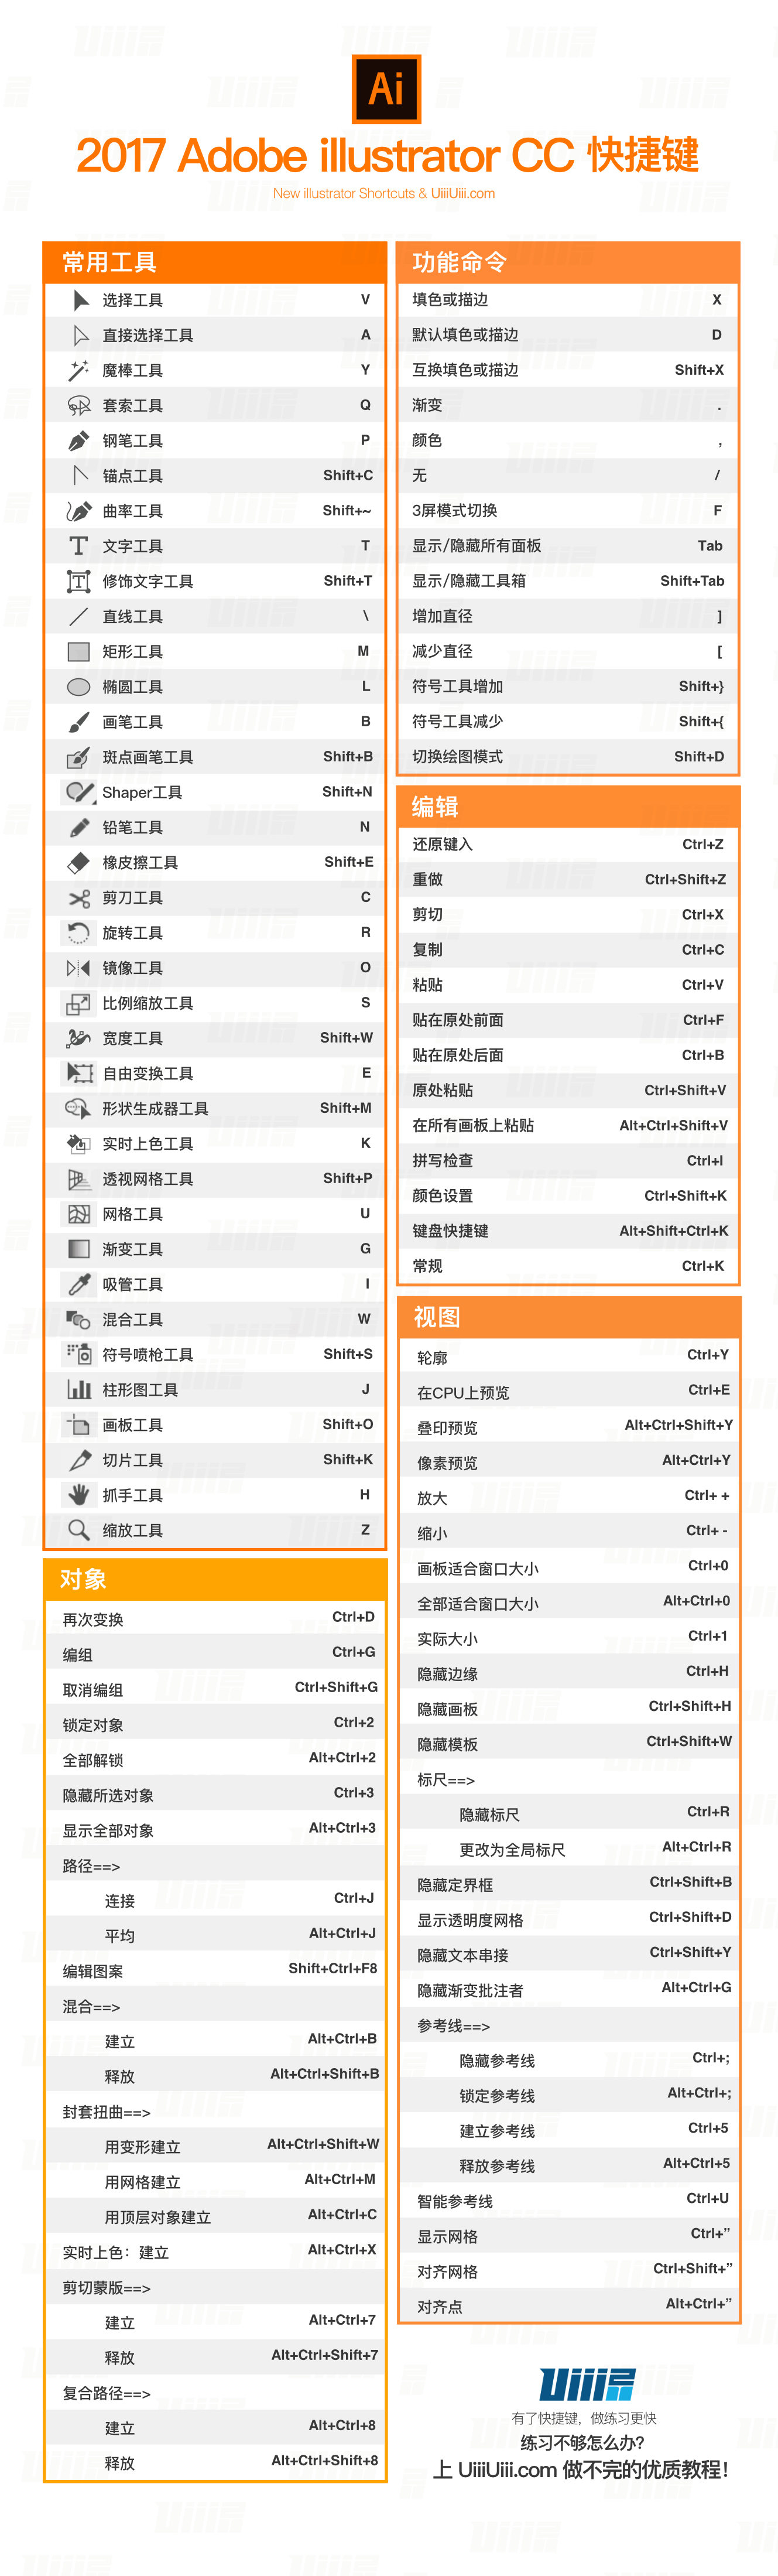 Ai
2017 Adobe illustrator CC 快捷键
New illustrator Shortcuts & UiiiUiii.com
常用工具
选择工具 V
直接选择工具 A
魔棒工具 Y
套索工具 Q
钢笔工具 P
锚点工具 Shift+C
曲率工具 Shift+~
文字工具 T
修饰文字工具 Shift+T
直线工具 \
矩形工具 M
椭圆工具 L
画笔工具 B
斑点画笔工具 Shift+B
Shaper工具 Shift+N
铅笔工具 N
橡皮擦工具 Shift+E
剪刀工具 C
旋转工具 R
镜像工具 O
比例缩放工具 S
宽度工具 Shift+W
自由变换工具 E
形状生成器工具 Shift+M
实时上色工具 K
透视网格工具 Shift+P
网格工具 U
渐变工具 G
吸管工具 I
混合工具 W
符号喷枪工具 Shift+S
柱形图工具 J
画板工具 Shift+O
切片工具 Shift+K
抓手工具 H
缩放工具 Z
对象
再次变换 Ctrl+D
编组 Ctrl+G
取消编组 Ctrl+Shift+G
锁定对象 Ctrl+2
全部解锁 Alt+Ctrl+2
隐藏所选对象 Ctrl+3
显示全部对象 Alt+Ctrl+3
路径==>
连接 Ctrl+J
平均 Alt+Ctrl+J
编辑图案 Shift+Ctrl+F8
混合==>
建立 Alt+Ctrl+B
释放 Alt+Ctrl+Shift+B
封套扭曲==>
用变形建立 Alt+Ctrl+Shift+W
用网格建立 Alt+Ctrl+M
用顶层对象建立 Alt+Ctrl+C
实时上色：建立 Alt+Ctrl+X
剪切蒙版==>
建立 Alt+Ctrl+7
释放 Alt+Ctrl+Shift+7
复合路径==>
建立 Alt+Ctrl+8
释放 Alt+Ctrl+Shift+8
功能命令
填色或描边 X
默认填色或描边 D
互换填色或描边 Shift+X
渐变 .
颜色 ,
无 /
3屏模式切换 F
显示/隐藏所有面板 Tab
显示/隐藏工具箱 Shift+Tab
增加直径 ]
减少直径 [
符号工具增加 Shift+}
符号工具减少 Shift+{
切换绘图模式 Shift+D
编辑
还原键入 Ctrl+Z
重做 Ctrl+Shift+Z
剪切 Ctrl+X
复制 Ctrl+C
粘贴 Ctrl+V
贴在原处前面 Ctrl+F
贴在原处后面 Ctrl+B
原处粘贴 Ctrl+Shift+V
在所有画板上粘贴 Alt+Ctrl+Shift+V
拼写检查 Ctrl+I
颜色设置 Ctrl+Shift+K
键盘快捷键 Alt+Shift+Ctrl+K
常规 Ctrl+K
视图
轮廓 Ctrl+Y
在CPU上预览 Ctrl+E
叠印预览 Alt+Ctrl+Shift+Y
像素预览 Alt+Ctrl+Y
放大 Ctrl+ +
缩小 Ctrl+ -
画板适合窗口大小 Ctrl+0
全部适合窗口大小 Alt+Ctrl+0
实际大小 Ctrl+1
隐藏边缘 Ctrl+H
隐藏画板 Ctrl+Shift+H
隐藏模板 Ctrl+Shift+W
标尺==>
隐藏标尺 Ctrl+R
更改为全局标尺 Alt+Ctrl+R
隐藏定界框 Ctrl+Shift+B
显示透明度网格 Ctrl+Shift+D
隐藏文本串接 Ctrl+Shift+Y
隐藏渐变批注者 Alt+Ctrl+G
参考线==>
隐藏参考线 Ctrl+;
锁定参考线 Alt+Ctrl+;
建立参考线 Ctrl+5
释放参考线 Alt+Ctrl+5
智能参考线 Ctrl+U
显示网格 Ctrl+”
对齐网格 Ctrl+Shift+”
对齐点 Alt+Ctrl+”
有了快捷键，做练习更快
练习不够怎么办？
上 UiiiUiii.com 做不完的优质教程！